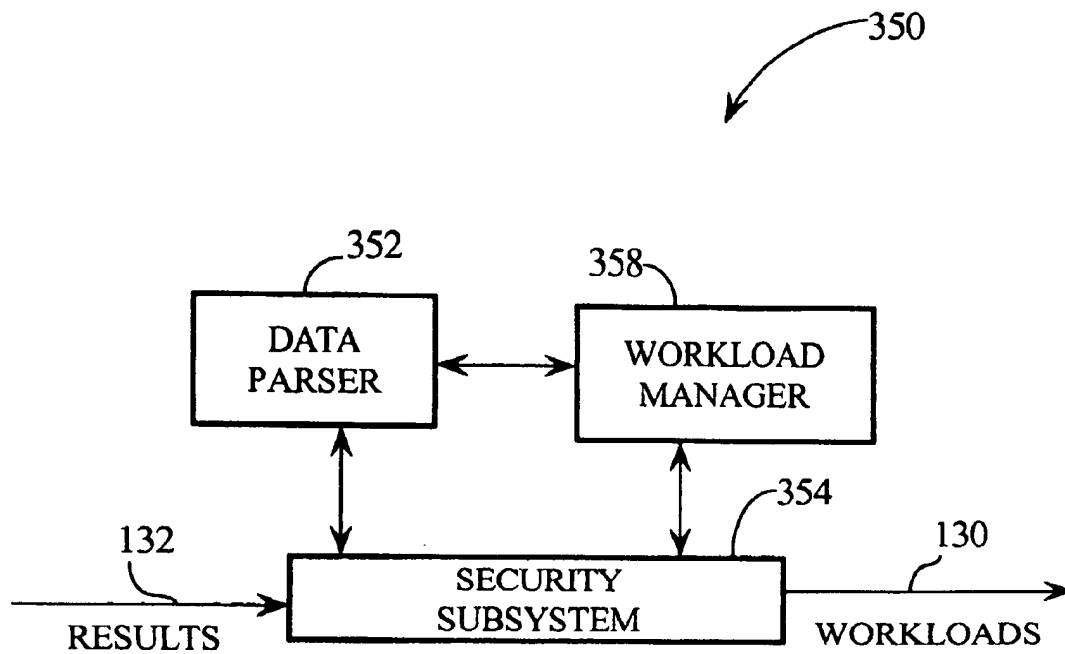 350
352
358
DATA
PARSER
WORKLOAD
MANAGER
354
132
130
SECURITY
SUBSYSTEM
RESULTS
WORKLOADS